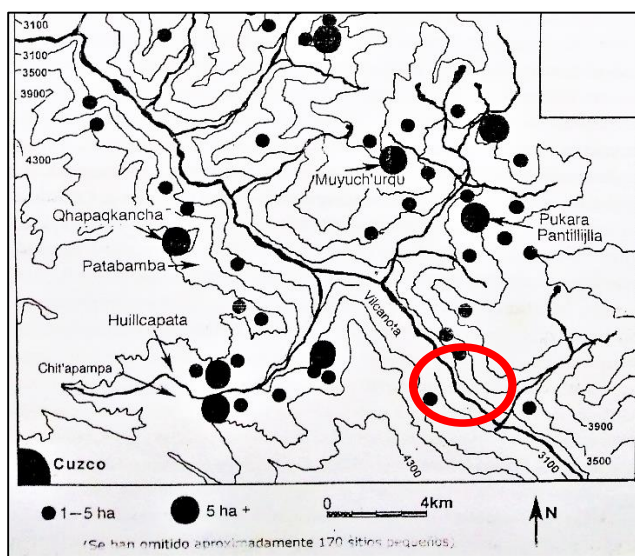 3100
3100
3500
3900
4300
Muyuch'urqu
Qhapaqkancha
Pukara
Pantillijlla
Patabamba
Vilcanota
Huillcapata
Chit'apampa
3900
Cuzco
4300
3100
3500
1–5 ha
5 ha +
0 4km
N
(Se han omitido aproximadamente 170 sitios pequeños)